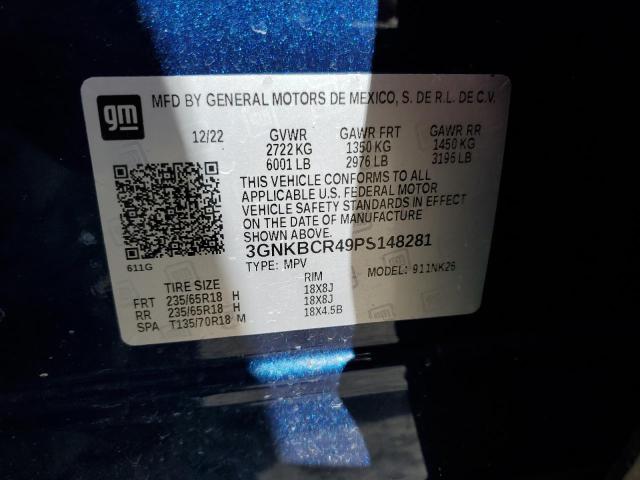 gm
MFD BY GENERAL MOTORS DE MEXICO, S. DE R.L. DE C.V.
12/22 GVWR GAWR FRT GAWR RR
2722 KG 1350 KG 1450 KG
6001 LB 2976 LB 3196 LB
THIS VEHICLE CONFORMS TO ALL
APPLICABLE U.S. FEDERAL MOTOR
VEHICLE SAFETY STANDARDS IN EFFECT
ON THE DATE OF MANUFACTURE
SHOWN ABOVE.
3GNKBCR49PS148281
611G
TYPE: MPV MODEL: 911NK26
TIRE SIZE RIM
FRT 235/65R18 H 18X8J
RR 235/65R18 H 18X8J
SPA T135/70R18 M 18X4.5B